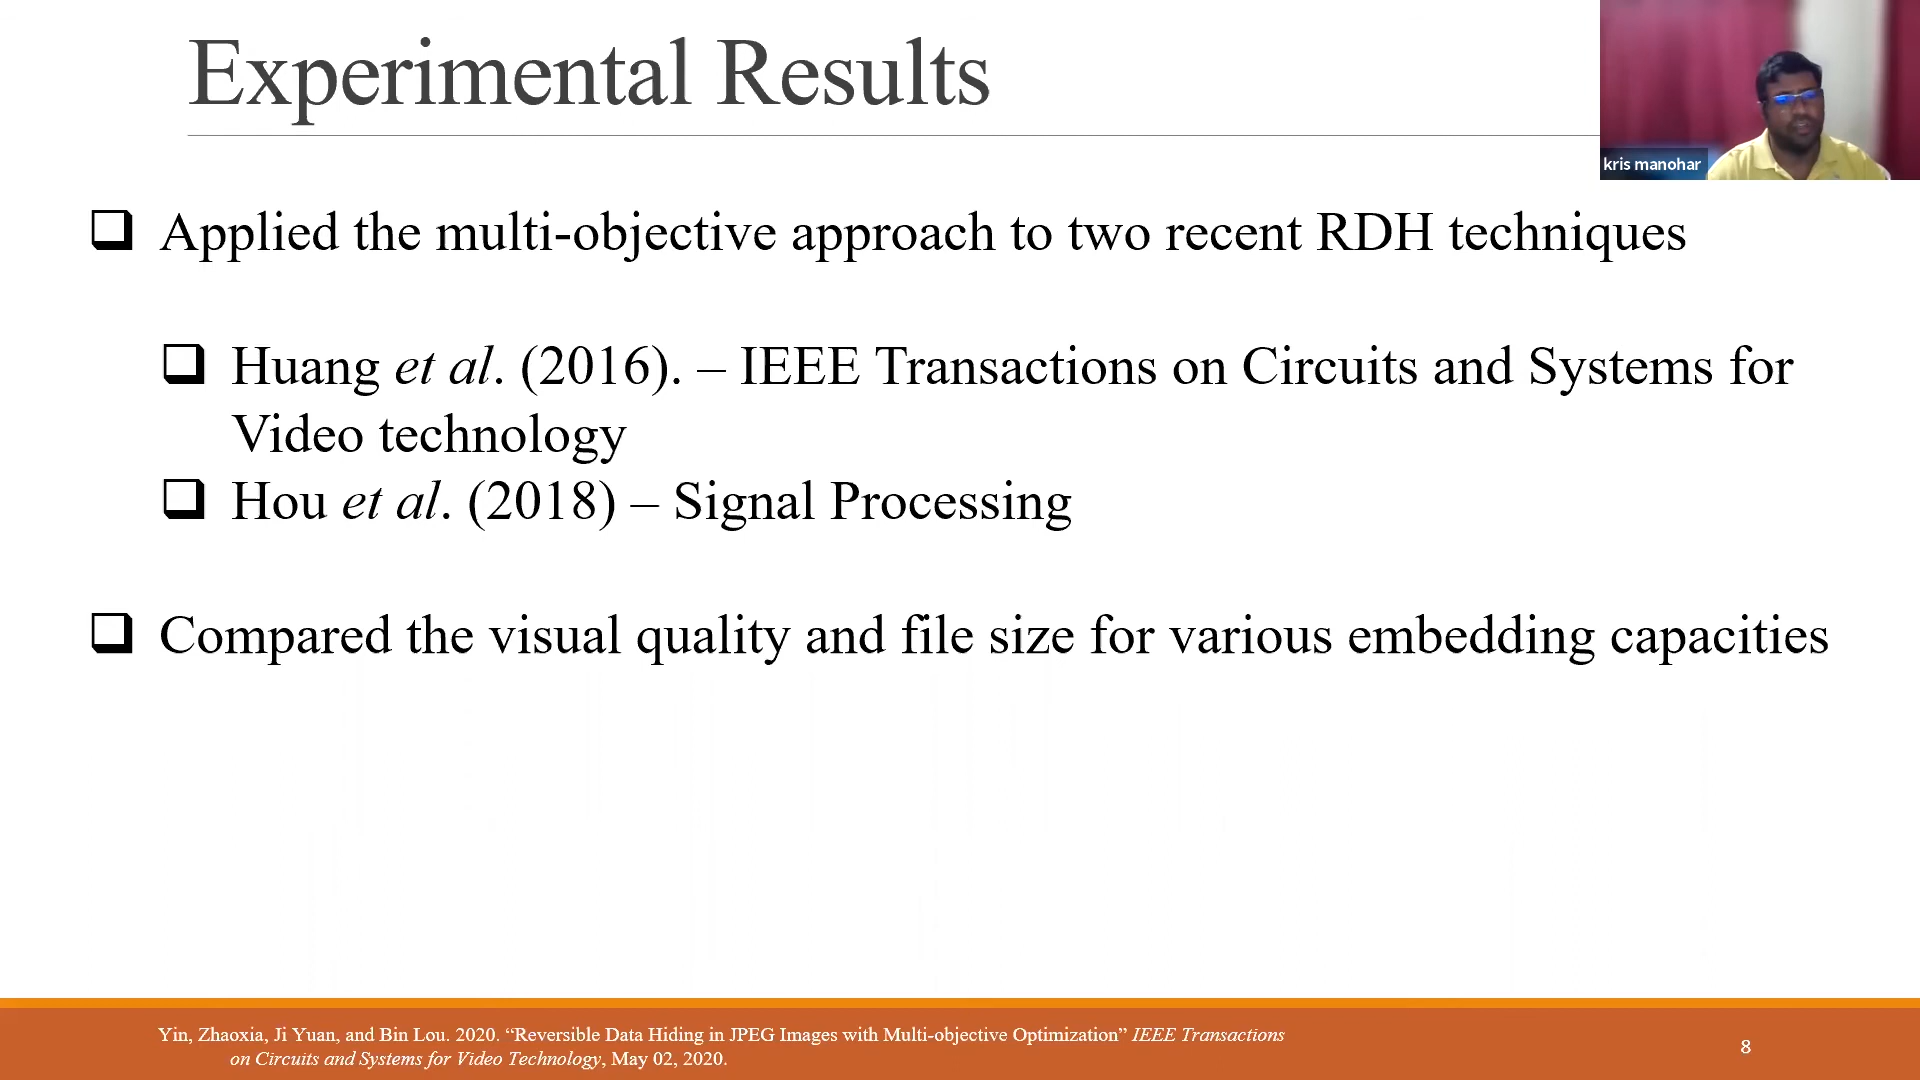 Experimental Results
kris manohar
Applied the multi-objective approach to two recent RDH techniques
Huang et al. (2016). – IEEE Transactions on Circuits and Systems for
Video technology
Hou et al. (2018) – Signal Processing
Compared the visual quality and file size for various embedding capacities
Yin, Zhaoxia, Ji Yuan, and Bin Lou. 2020. “Reversible Data Hiding in JPEG Images with Multi-objective Optimization” IEEE Transactions
on Circuits and Systems for Video Technology, May 02, 2020.
8